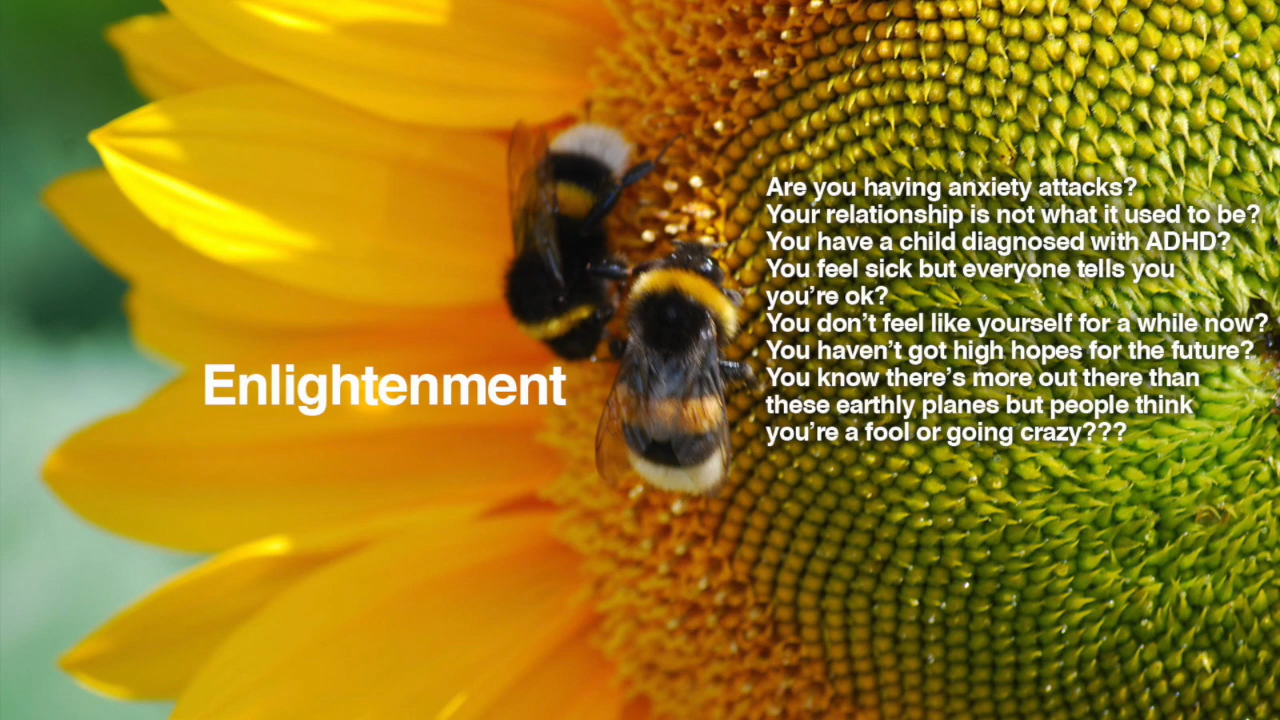 Enlightenment
Are you having anxiety attacks?
Your relationship is not what it used to be?
You have a child diagnosed with ADHD?
You feel sick but everyone tells you
you’re ok?
You don’t feel like yourself for a while now?
You haven’t got high hopes for the future?
You know there’s more out there than
these earthly planes but people think
you’re a fool or going crazy???